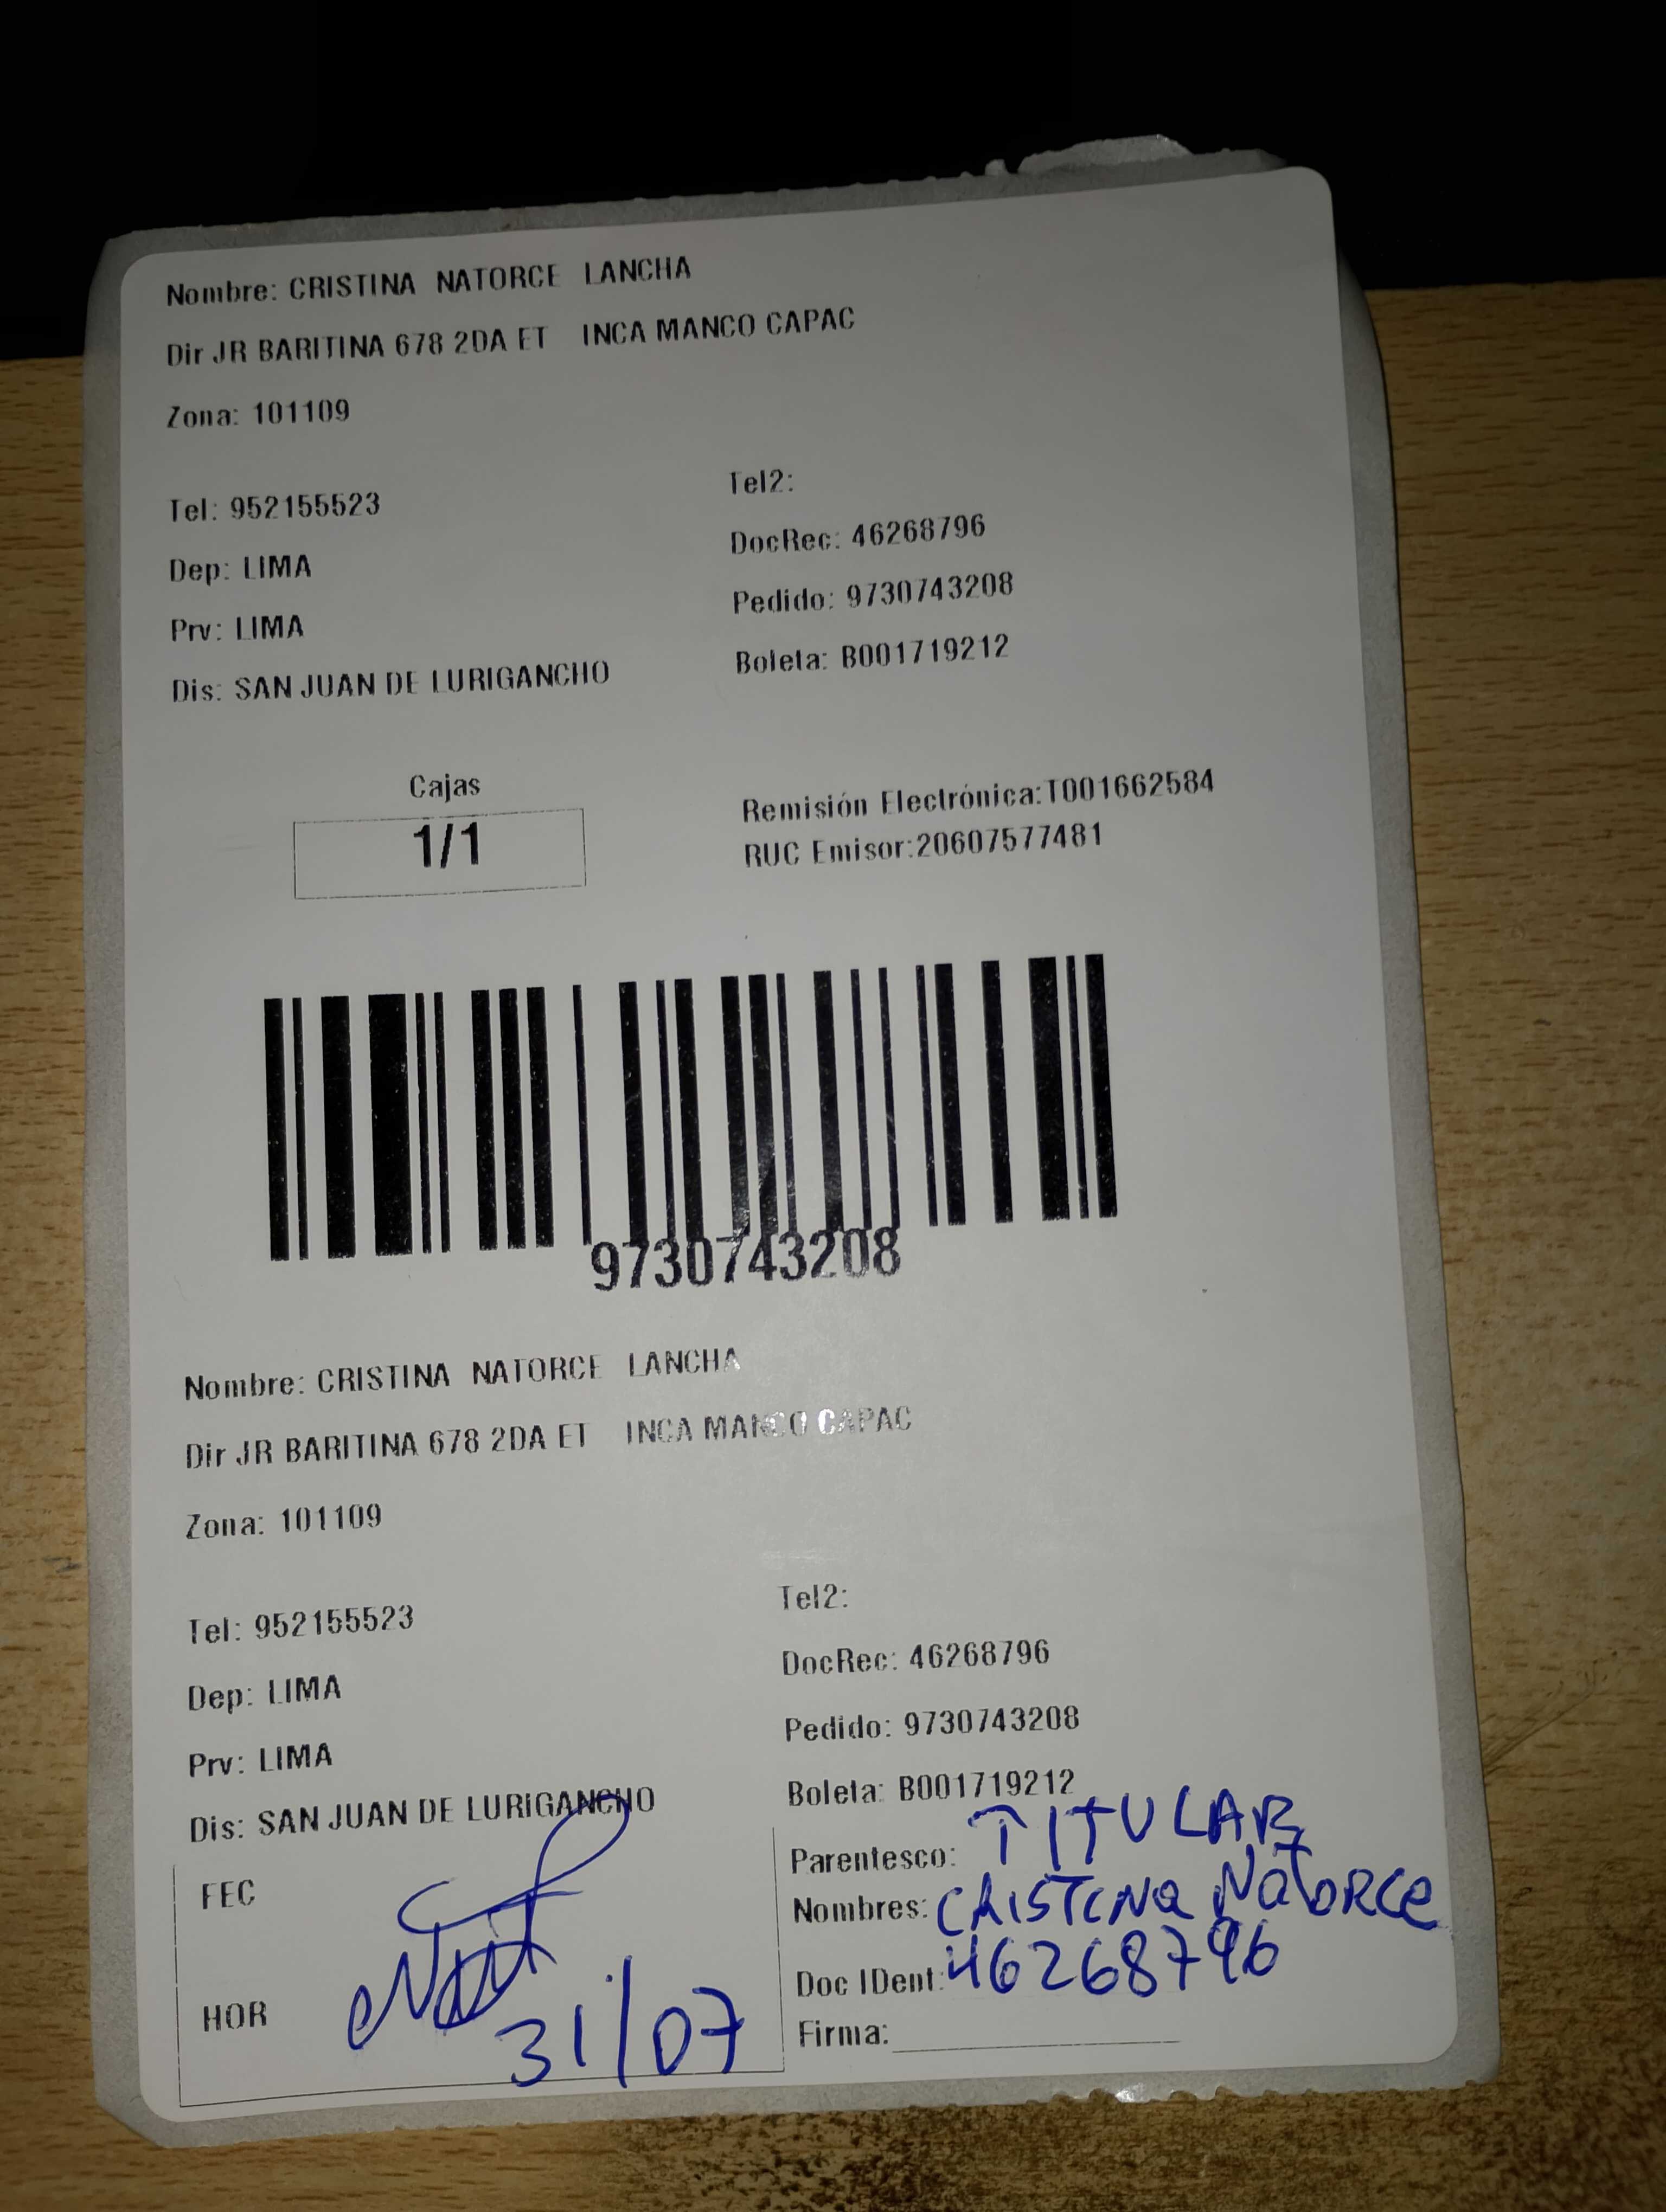 Nombre: CRISTINA NATORCE LANCHA
Dir JR BARITINA 678 2DA ET INCA MANCO CAPAC
Zona: 101109
Tel: 952155523
Tel2:
Dep: LIMA
DocRec: 46268796
Prv: LIMA
Pedido: 9730743208
Dis: SAN JUAN DE LURIGANCHO
Boleta: B001719212
Cajas
1/1
Remisión Electrónica:T001662584
RUC Emisor:20607577481
9730743208
Nombre: CRISTINA NATORCE LANCHA
Dir JR BARITINA 678 2DA ET INCA MANCO CAPAC
Zona: 101109
Tel: 952155523
Tel2:
Dep: LIMA
DocRec: 46268796
Prv: LIMA
Pedido: 9730743208
Dis: SAN JUAN DE LURIGANCHO
Boleta: B001719212
FEC
HOR
31/07
Parentesco: TITULAR
Nombres: CRISTINA NATORCE
Doc IDent: 46268796
Firma: